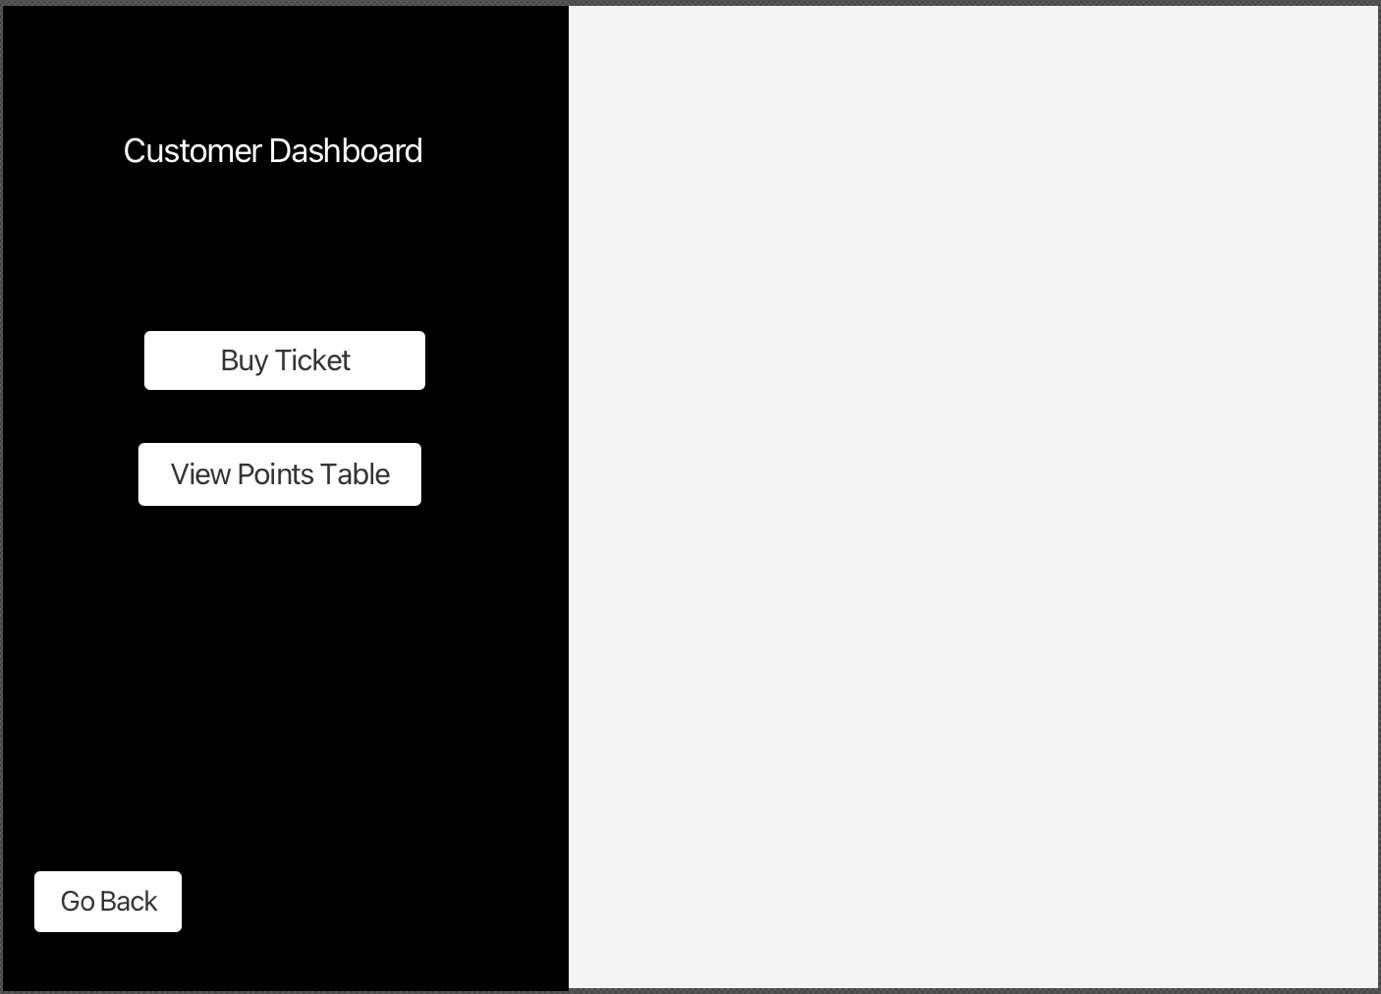 Customer Dashboard
Buy Ticket
View Points Table
Go Back